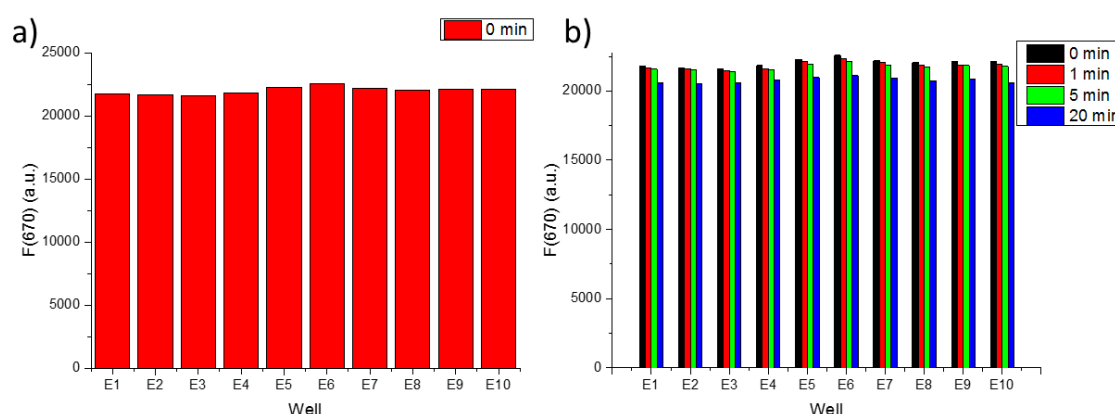 a)
0 min
25000
20000
15000
10000
5000
0
F(670) (a.u.)
E1 E2 E3 E4 E5 E6 E7 E8 E9 E10
Well
b)
0 min
1 min
5 min
20 min
20000
15000
10000
5000
0
F(670) (a.u.)
E1 E2 E3 E4 E5 E6 E7 E8 E9 E10
Well